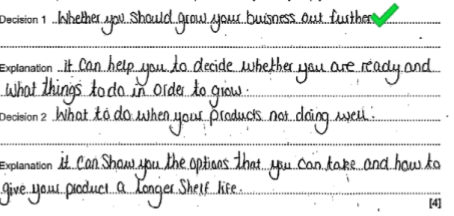 Decision 1 Whether you should grow your buisness out further
Explanation it can help you to decide whether you are ready and
what things to do in order to grow.
Decision 2 What to do when your products not doing well.
Explanation it can show you the options that you can take and how to
give your product a longer shelf life.
[4]